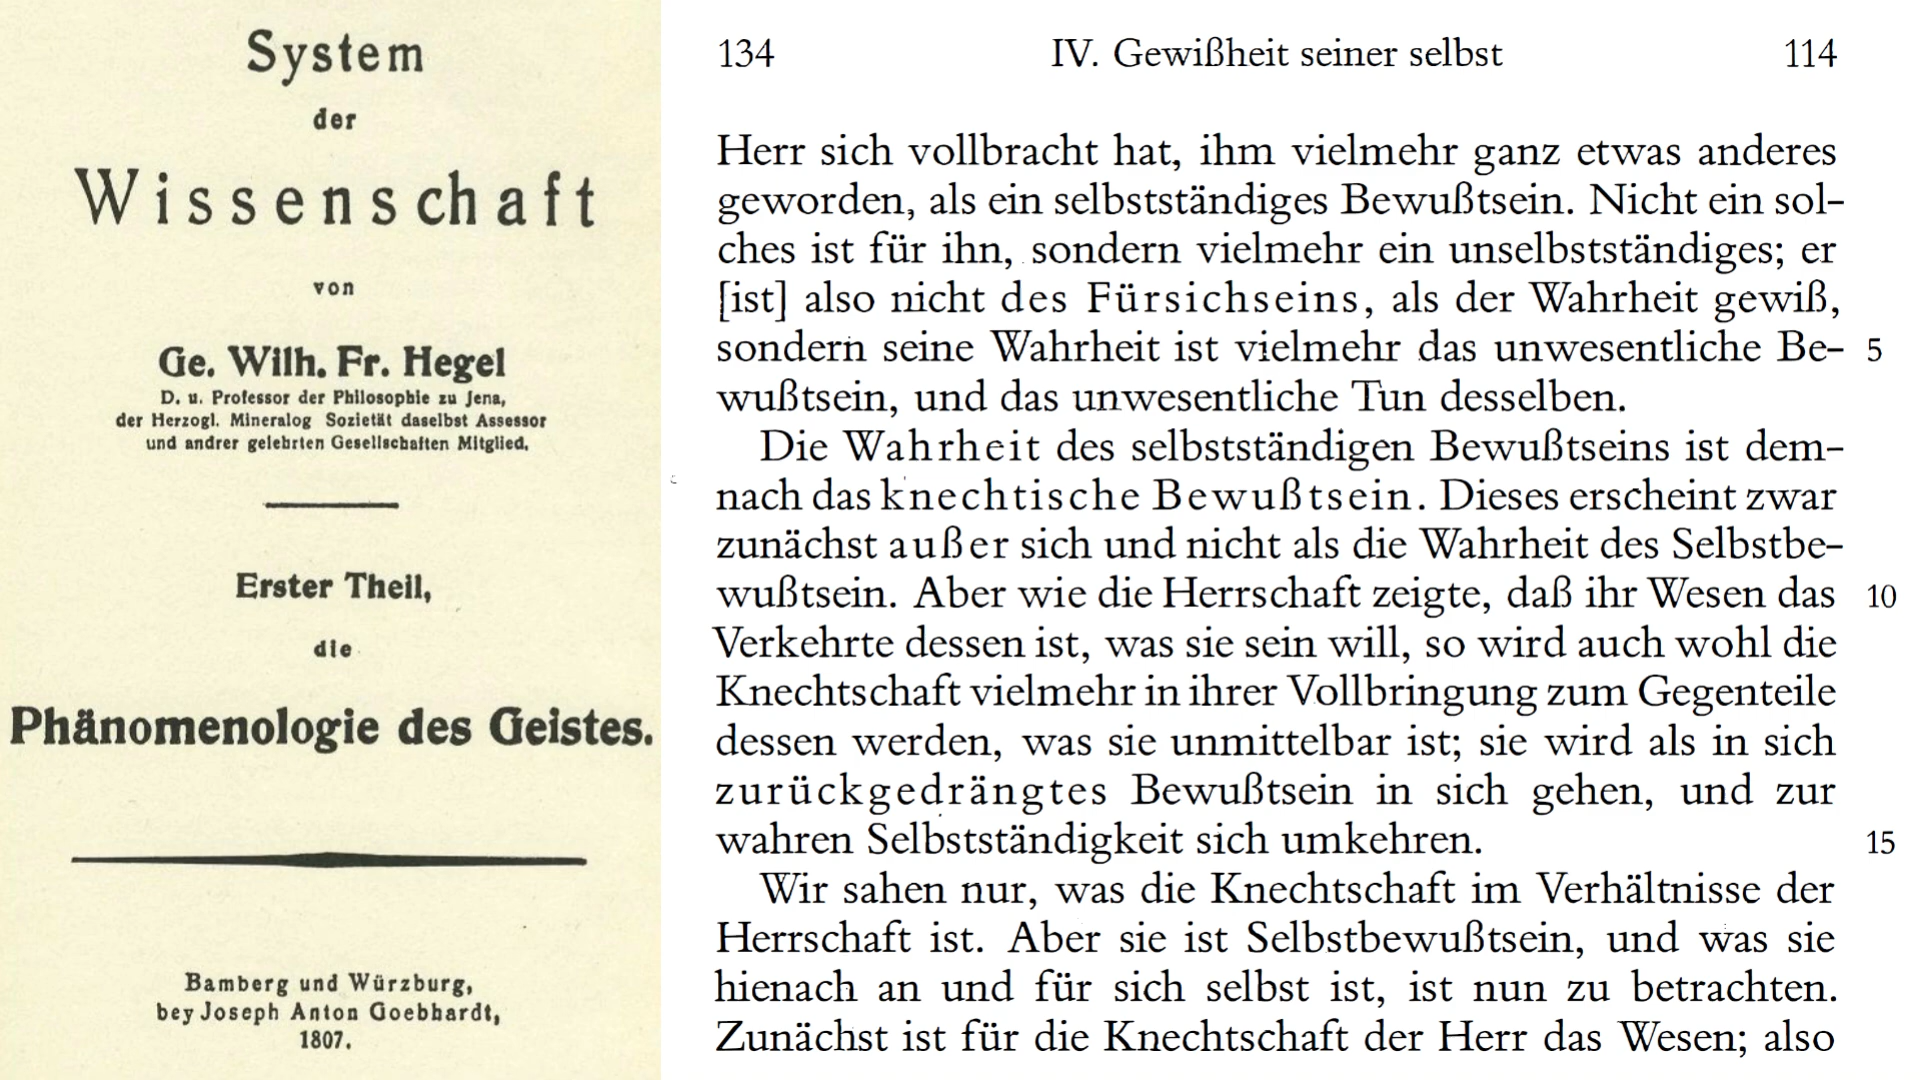 System
der
Wissenschaft
von
Ge. Wilh. Fr. Hegel
D. u. Professor der Philosophie zu Jena,
der Herzogl. Mineralog Sozietät daselbst Assessor
und andrer gelehrten Gesellschaften Mitglied.
Erster Theil,
die
Phänomenologie des Geistes.
Bamberg und Würzburg,
bey Joseph Anton Goebhardt,
1807.
134 IV. Gewißheit seiner selbst 114
Herr sich vollbracht hat, ihm vielmehr ganz etwas anderes
geworden, als ein selbstständiges Bewußtsein. Nicht ein sol-
ches ist für ihn, sondern vielmehr ein unselbstständiges; er
[ist] also nicht des Fürsichseins, als der Wahrheit gewiß,
sondern seine Wahrheit ist vielmehr das unwesentliche Be- 5
wußtsein, und das unwesentliche Tun desselben.
Die Wahrheit des selbstständigen Bewußtseins ist dem-
nach das knechtische Bewußtsein. Dieses erscheint zwar
zunächst außer sich und nicht als die Wahrheit des Selbstbe-
wußtsein. Aber wie die Herrschaft zeigte, daß ihr Wesen das 10
Verkehrte dessen ist, was sie sein will, so wird auch wohl die
Knechtschaft vielmehr in ihrer Vollbringung zum Gegenteile
dessen werden, was sie unmittelbar ist; sie wird als in sich
zurückgedrängtes Bewußtsein in sich gehen, und zur
wahren Selbstständigkeit sich umkehren. 15
Wir sahen nur, was die Knechtschaft im Verhältnisse der
Herrschaft ist. Aber sie ist Selbstbewußtsein, und was sie
hienach an und für sich selbst ist, ist nun zu betrachten.
Zunächst ist für die Knechtschaft der Herr das Wesen; also